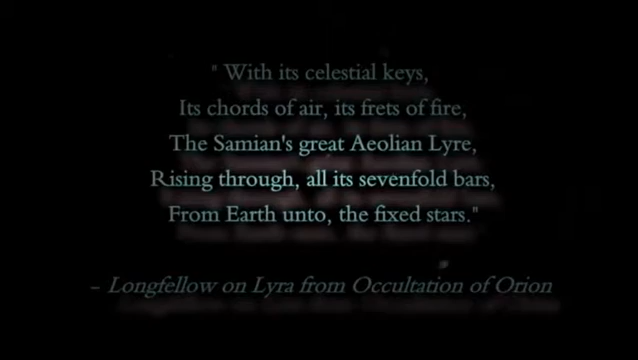 " With its celestial keys,
Its chords of air, its frets of fire,
The Samian's great Aeolian Lyre,
Rising through, all its sevenfold bars,
From Earth unto, the fixed stars."
- Longfellow on Lyra from Occultation of Orion